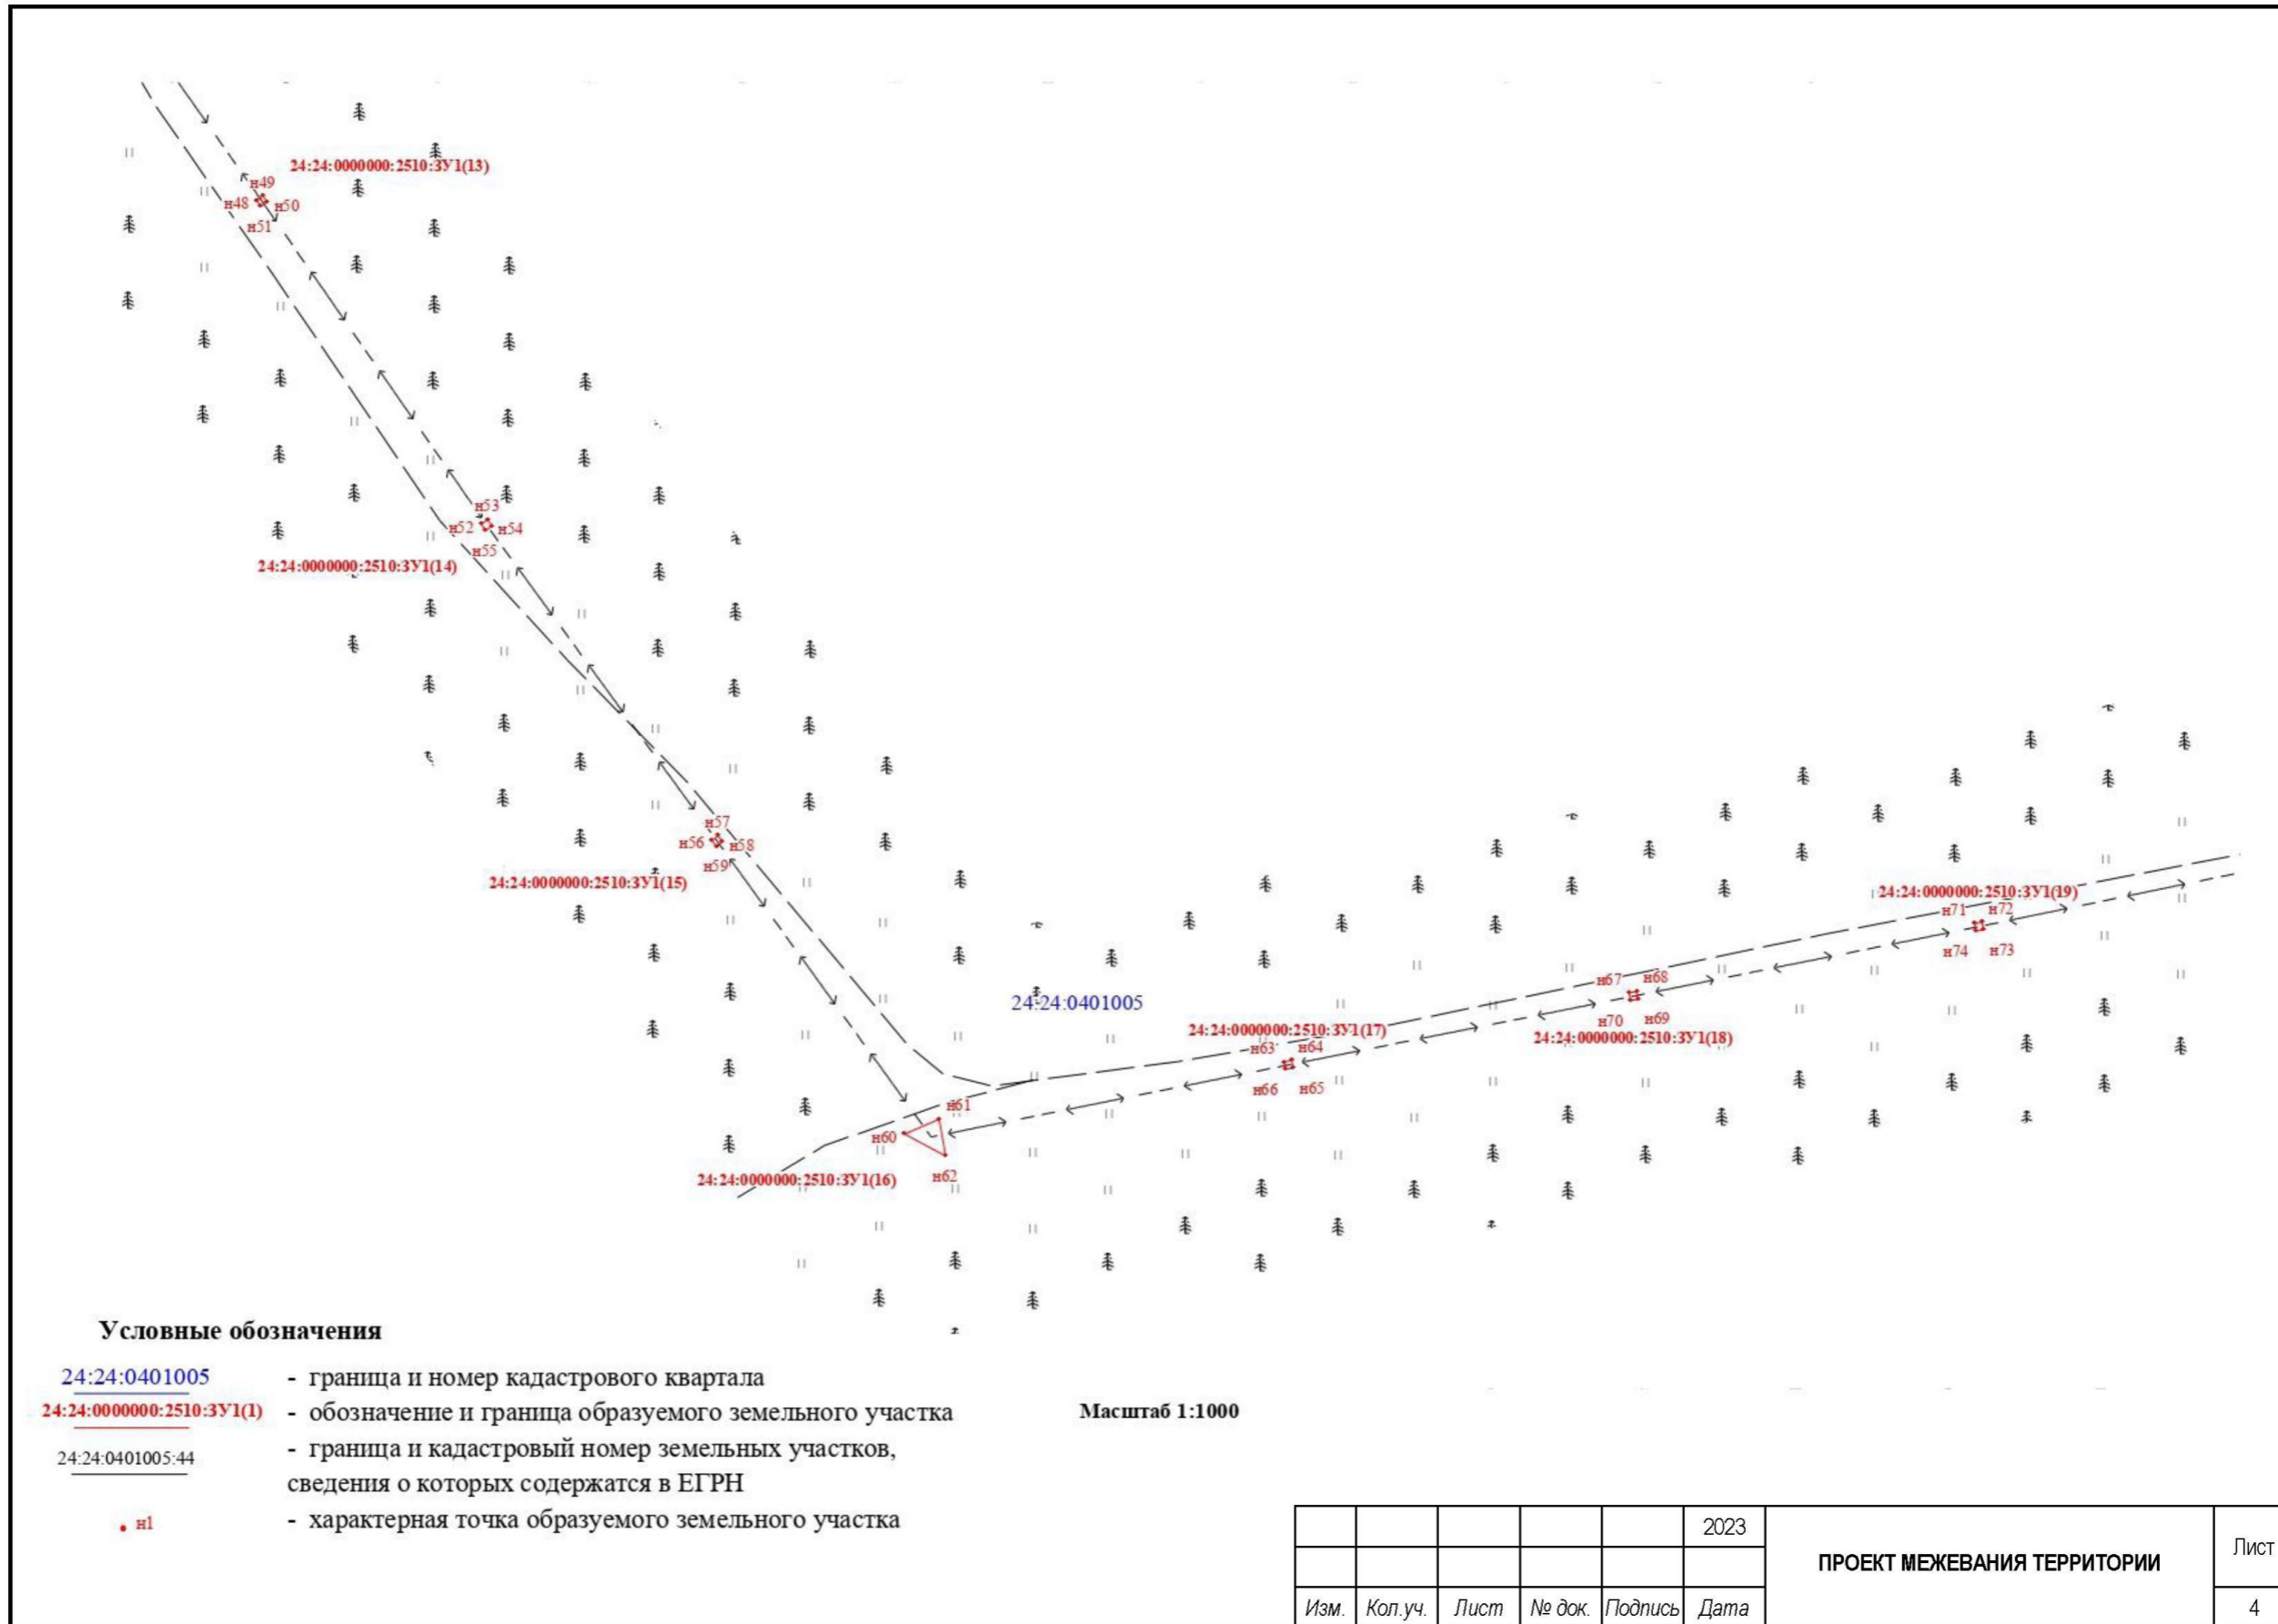 24:24:0000000:2510:ЗУ1(13)
н49
н48
н50
н51
н53
н52
н54
н55
24:24:0000000:2510:ЗУ1(14)
н57
н56
н58
н59
24:24:0000000:2510:ЗУ1(15)
24:24:0000000:2510:ЗУ1(19)
н71
н72
н74
н73
н67
н68
24:24:0401005
н70
н69
24:24:0000000:2510:ЗУ1(17)
24:24:0000000:2510:ЗУ1(18)
н63
н64
н66
н65
н61
н60
24:24:0000000:2510:ЗУ1(16)
н62
Условные обозначения
24:24:0401005 - граница и номер кадастрового квартала
24:24:0000000:2510:ЗУ1(1) - обозначение и граница образуемого земельного участка
Масштаб 1:1000
24:24:0401005:44 - граница и кадастровый номер земельных участков,
сведения о которых содержатся в ЕГРН
н1 - характерная точка образуемого земельного участка
2023
ПРОЕКТ МЕЖЕВАНИЯ ТЕРРИТОРИИ
Лист
Изм. Кол.уч. Лист № док. Подпись Дата
4